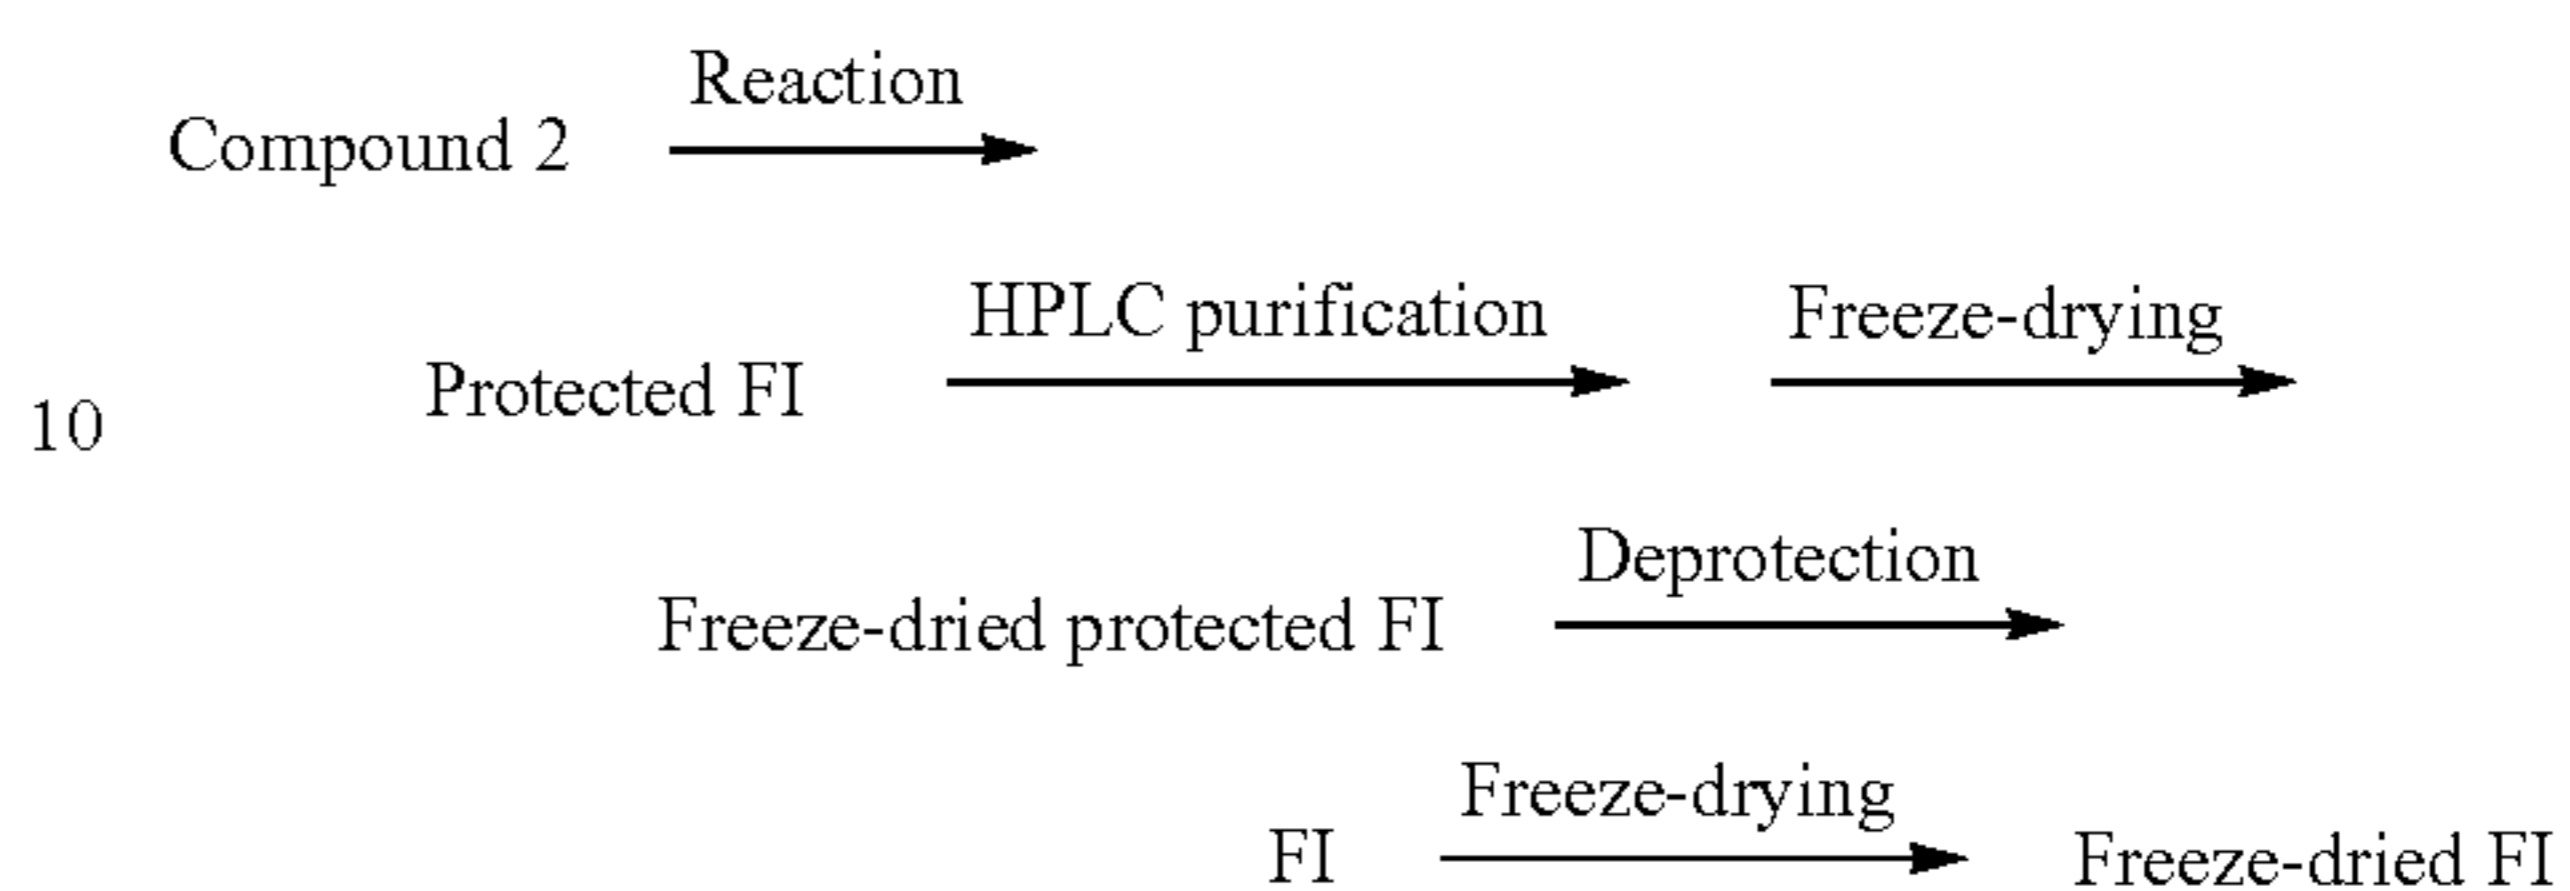 Reaction
Compound 2
HPLC purification Freeze-drying
Protected FI
10
Deprotection
Freeze-dried protected FI
Freeze-drying
FI Freeze-dried FI